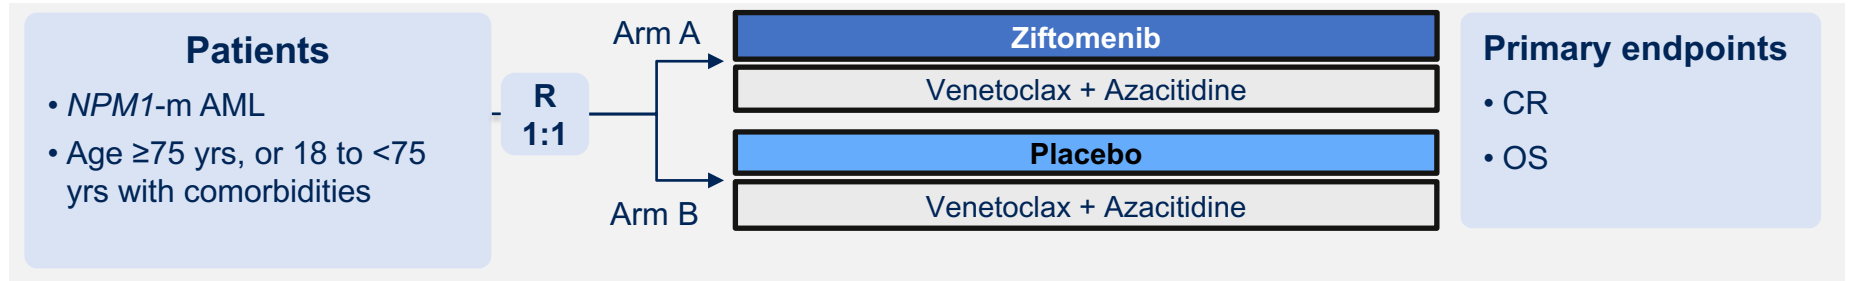 Patients
• NPM1-m AML
• Age ≥75 yrs, or 18 to <75
yrs with comorbidities
R
1:1
Arm A
Ziftomenib
Venetoclax + Azacitidine
Arm B
Placebo
Venetoclax + Azacitidine
Primary endpoints
• CR
• OS